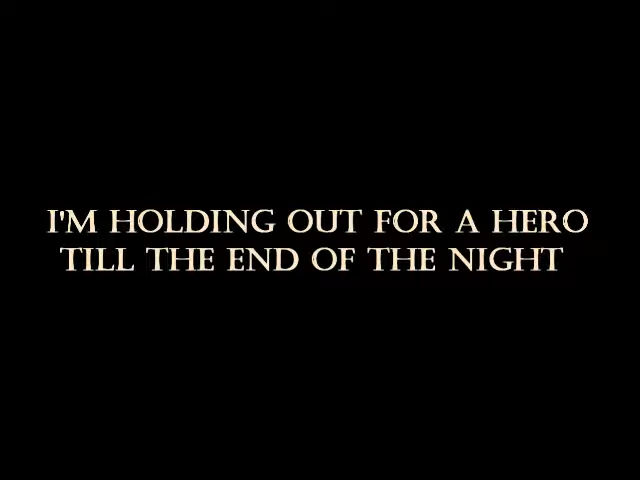 I'M HOLDING OUT FOR A HERO
TILL THE END OF THE NIGHT